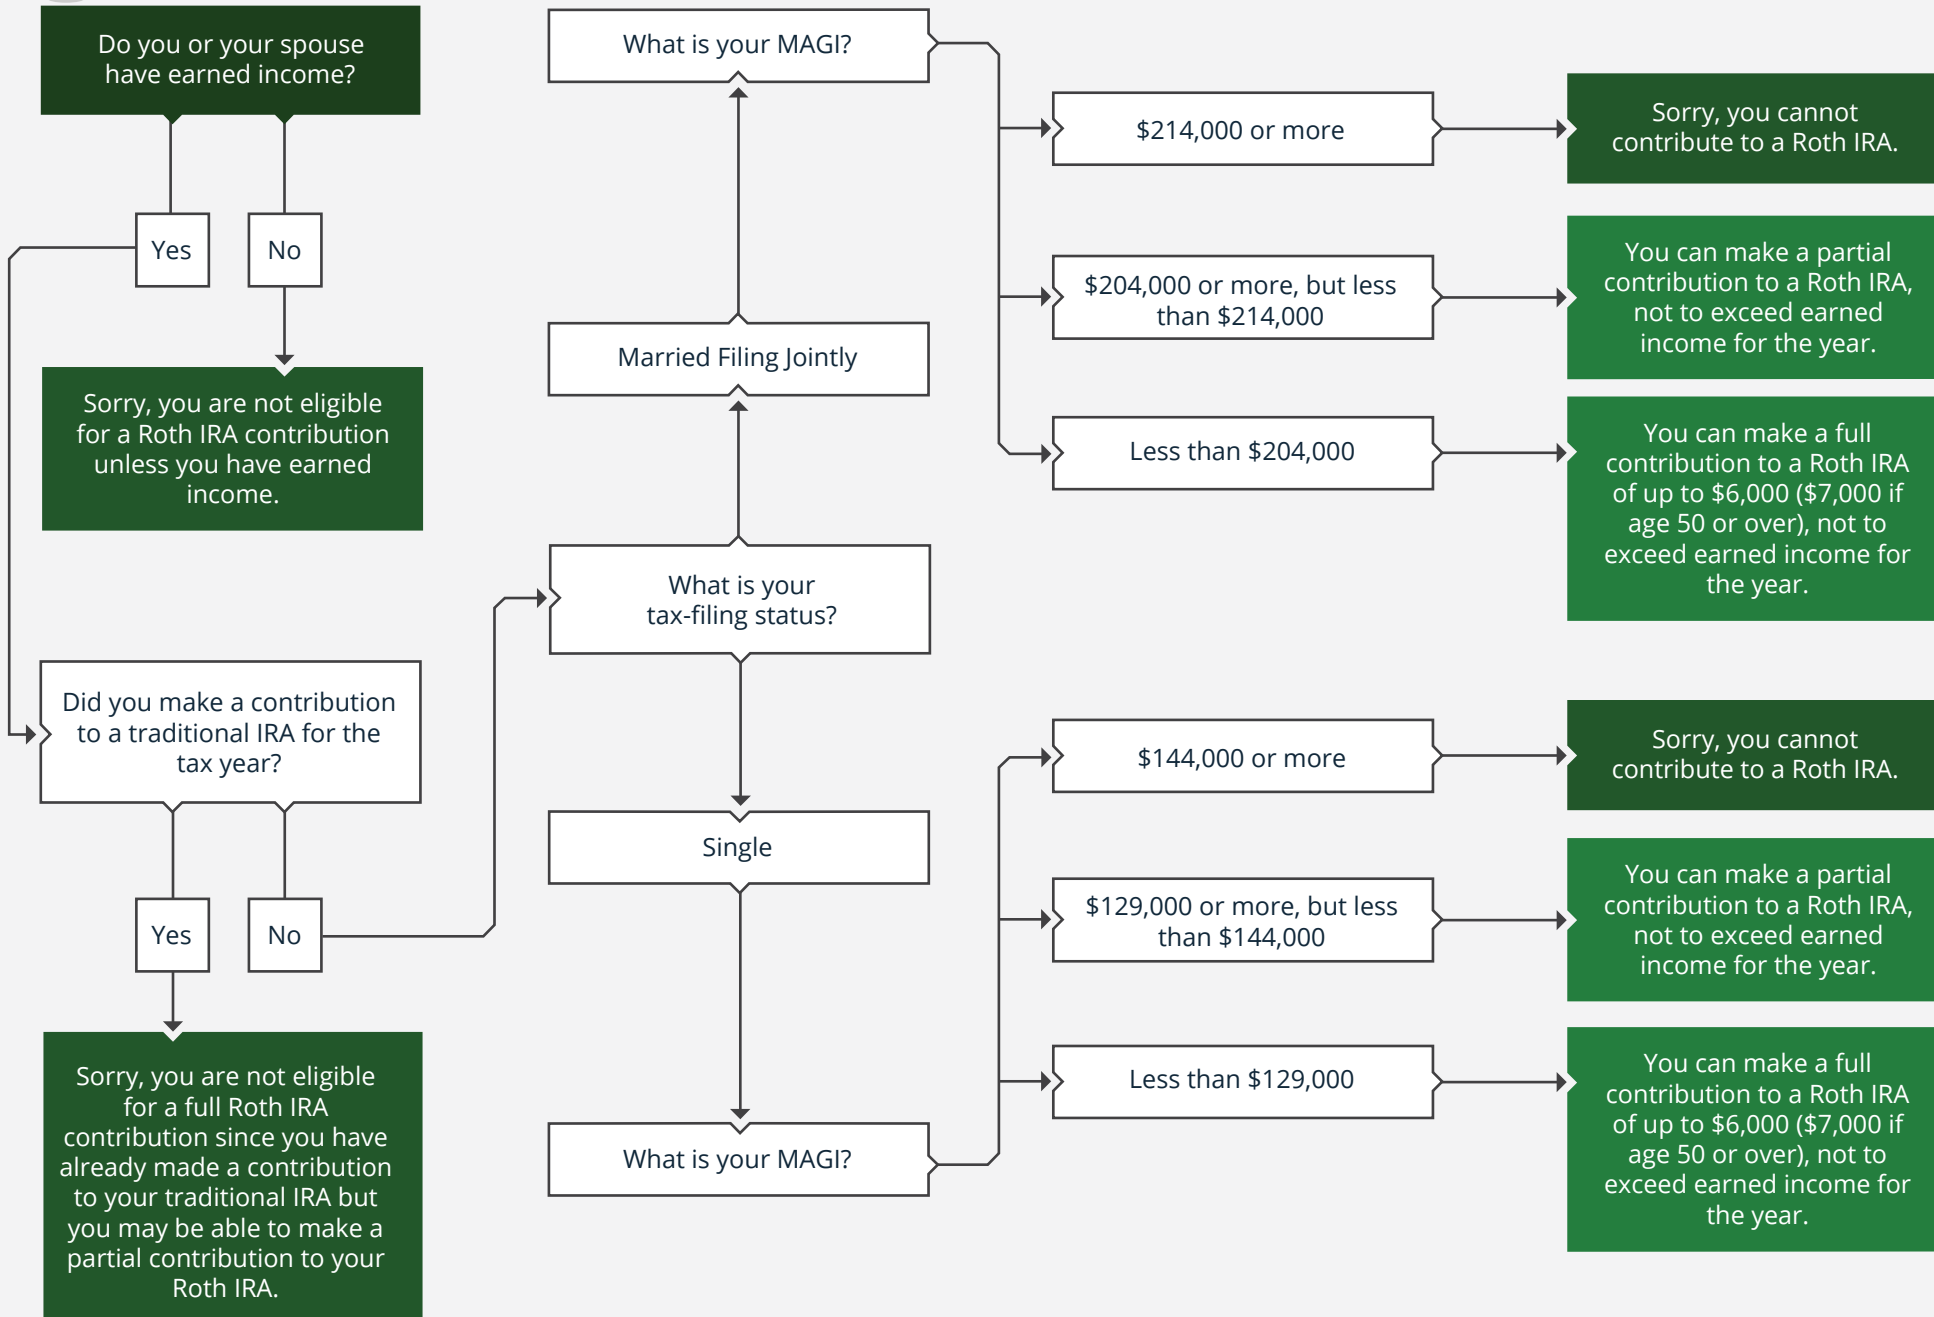 Do you or your spouse
have earned income?
Yes
No
Sorry, you are not eligible
for a Roth IRA contribution
unless you have earned
income.
Did you make a contribution
to a traditional IRA for the
tax year?
Yes
No
Sorry, you are not eligible
for a full Roth IRA
contribution since you have
already made a contribution
to your traditional IRA but
you may be able to make a
partial contribution to your
Roth IRA.
What is your MAGI?
Married Filing Jointly
What is your
tax-filing status?
Single
What is your MAGI?
$214,000 or more
$204,000 or more, but less
than $214,000
Less than $204,000
$144,000 or more
$129,000 or more, but less
than $144,000
Less than $129,000
Sorry, you cannot
contribute to a Roth IRA.
You can make a partial
contribution to a Roth IRA,
not to exceed earned
income for the year.
You can make a full
contribution to a Roth IRA
of up to $6,000 ($7,000 if
age 50 or over), not to
exceed earned income for
the year.
Sorry, you cannot
contribute to a Roth IRA.
You can make a partial
contribution to a Roth IRA,
not to exceed earned
income for the year.
You can make a full
contribution to a Roth IRA
of up to $6,000 ($7,000 if
age 50 or over), not to
exceed earned income for
the year.